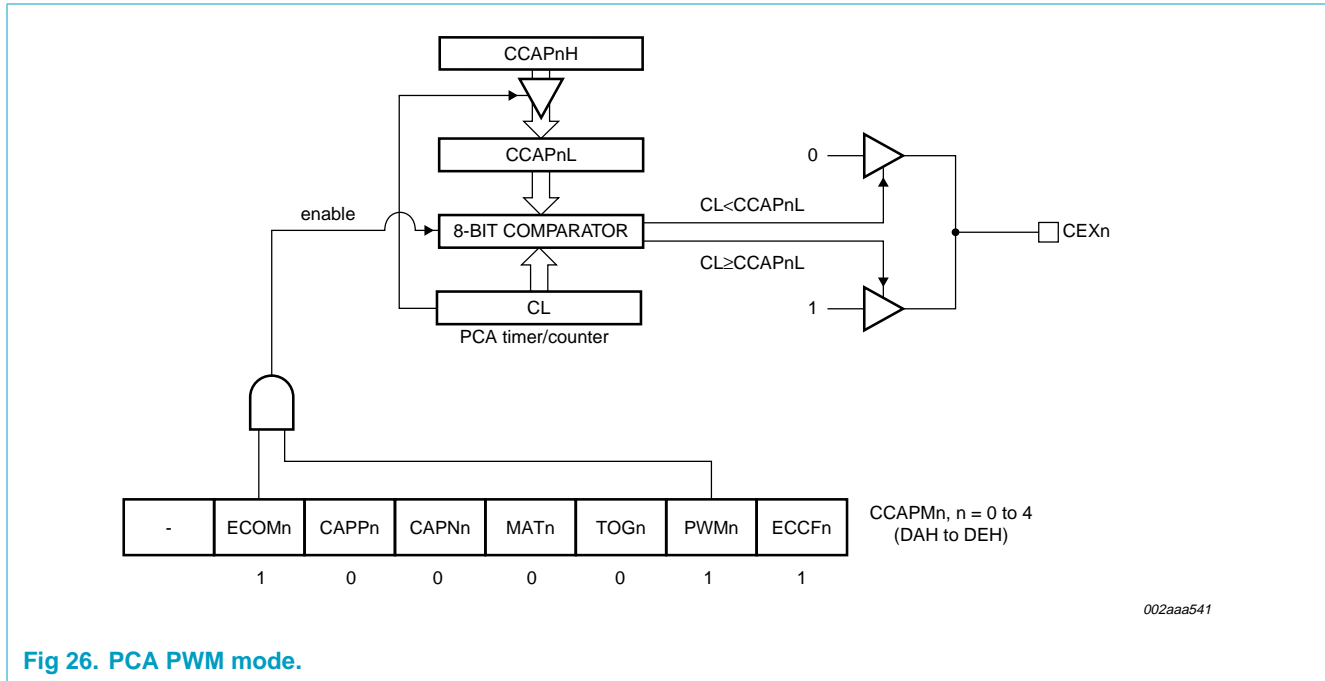 CCAPnH
CCAPnL
0
CL<CCAPnL
enable
8-BIT COMPARATOR
CEXn
CL≥CCAPnL
CL
1
PCA timer/counter
- ECOMn CAPPn CAPNn MATn TOGn PWMn ECCFn
CCAPMn, n = 0 to 4
(DAH to DEH)
1 0 0 0 0 1 1
002aaa541
Fig 26. PCA PWM mode.